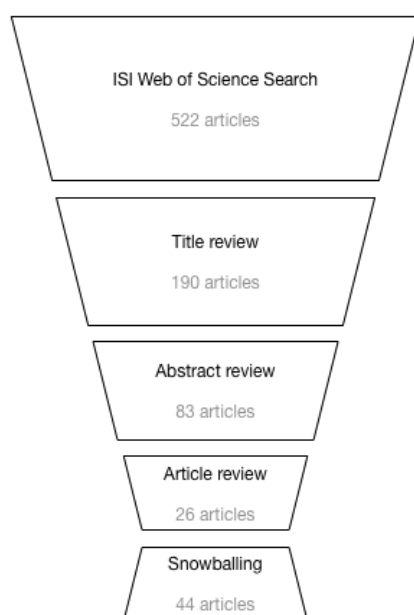 ISI Web of Science Search
522 articles
Title review
190 articles
Abstract review
83 articles
Article review
26 articles
Snowballing
44 articles